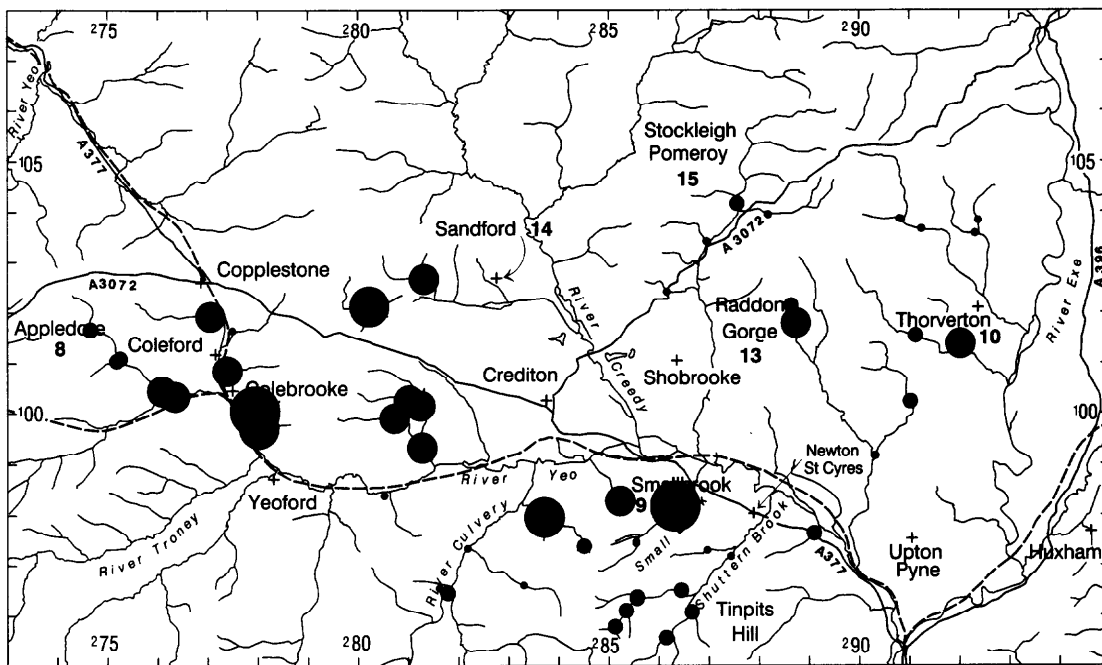 275
280
285
290
River Yeo
A377
105
Stockleigh
Pomeroy
15
105
A3072
Sandford 14
Copplestone
A3072
A396
River Exe
River
Creedy
Raddon
Gorge
13
Thorverton
10
Appledore
8
Coleford
Colebrooke
Crediton
Shobrooke
100
100
Newton
St Cyres
River Yeo
Smallbrook
9
Yeoford
River Troney
River Culvery
Small
Shuttern Brook
A377
Upton
Pyne
Huxham
Tinpits
Hill
275
280
285
290